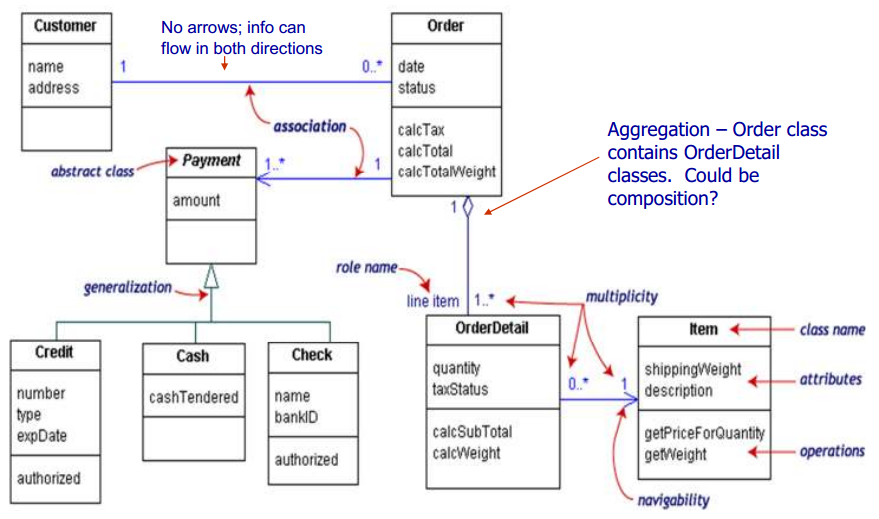 Customer
name
address
No arrows; info can
flow in both directions
1
0..*
Order
date
status
calcTax
calcTotal
calcTotalWeight
association
abstract class
Payment
amount
1..*
1
Aggregation – Order class
contains OrderDetail
classes. Could be
composition?
1
generalization
role name
line item
1..*
multiplicity
Credit
number
type
expDate
authorized
Cash
cashTendered
Check
name
bankID
authorized
OrderDetail
quantity
taxStatus
calcSubTotal
calcWeight
0..*
1
Item
shippingWeight
description
getPriceForQuantity
getWeight
class name
attributes
operations
navigability